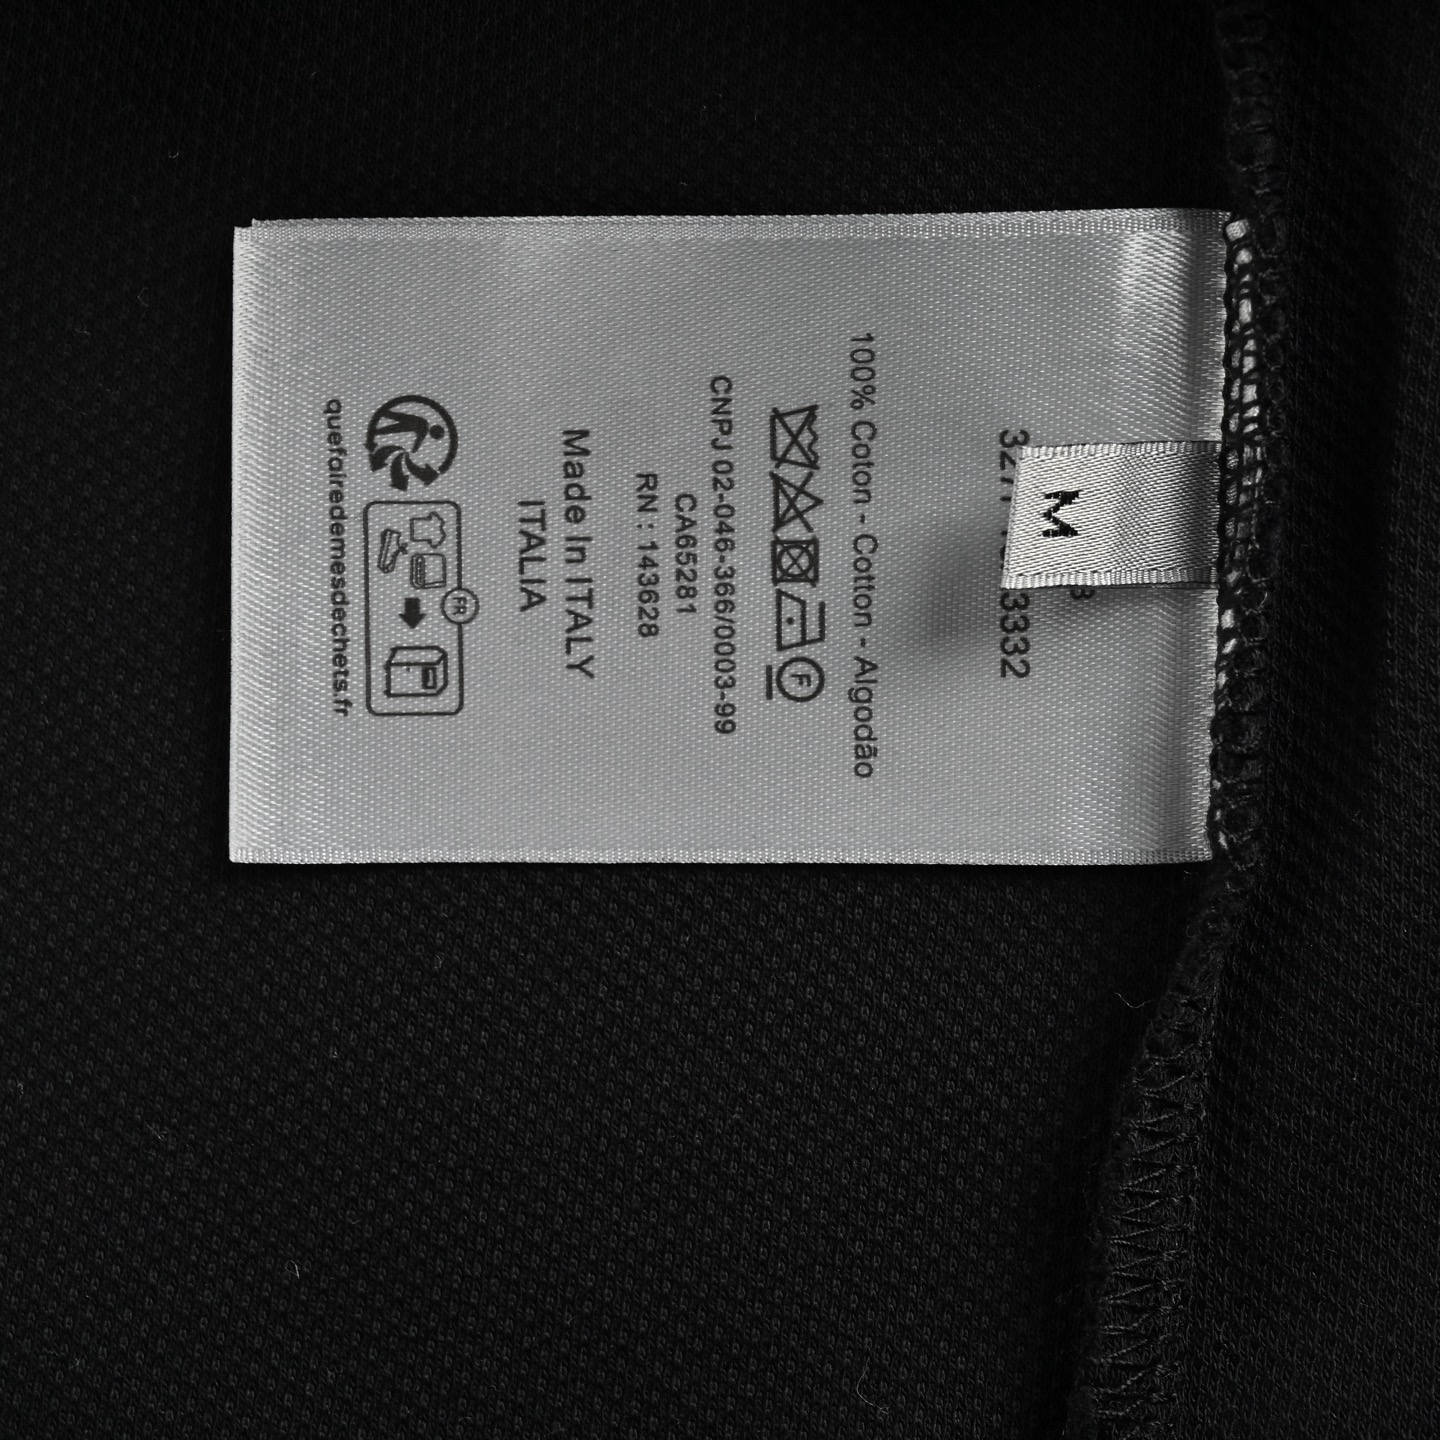 M
100% Coton - Cotton - Algodão
F
CNPJ 02-046-366/0003-99
CA65281
RN : 143628
Made In ITALY
ITALIA
FR
quefairedemesdechets.fr